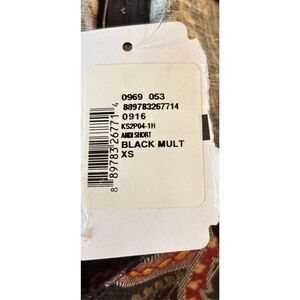 0969 053
889783267714
0916
KS2P04-1H
ANDI SHORT
BLACK MULT
XS
8 89783 26771 4